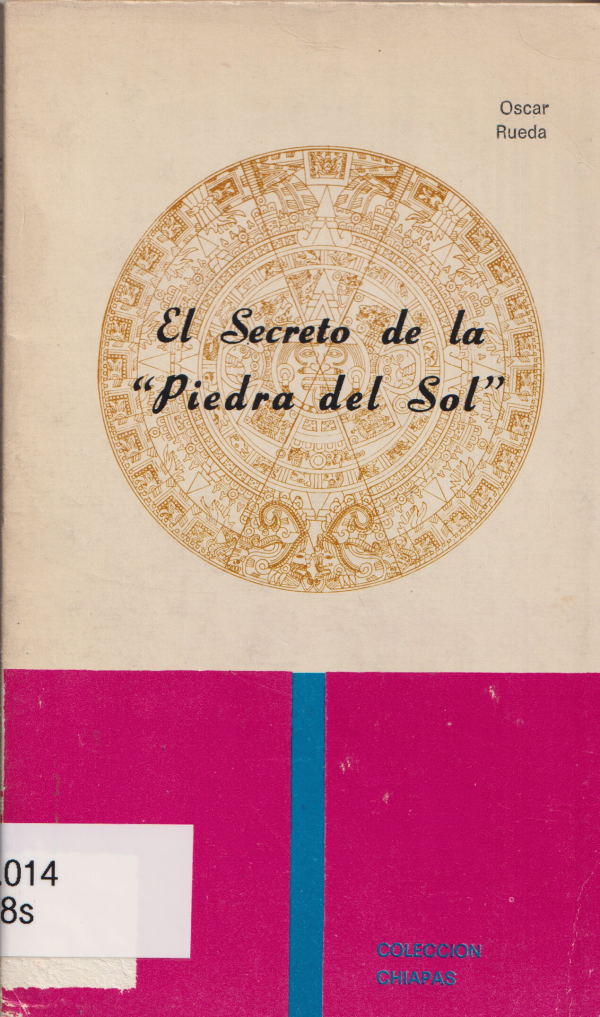 Oscar
Rueda
El Secreto de la
“Piedra del Sol”
.014
8s
COLECCION
CHIAPAS